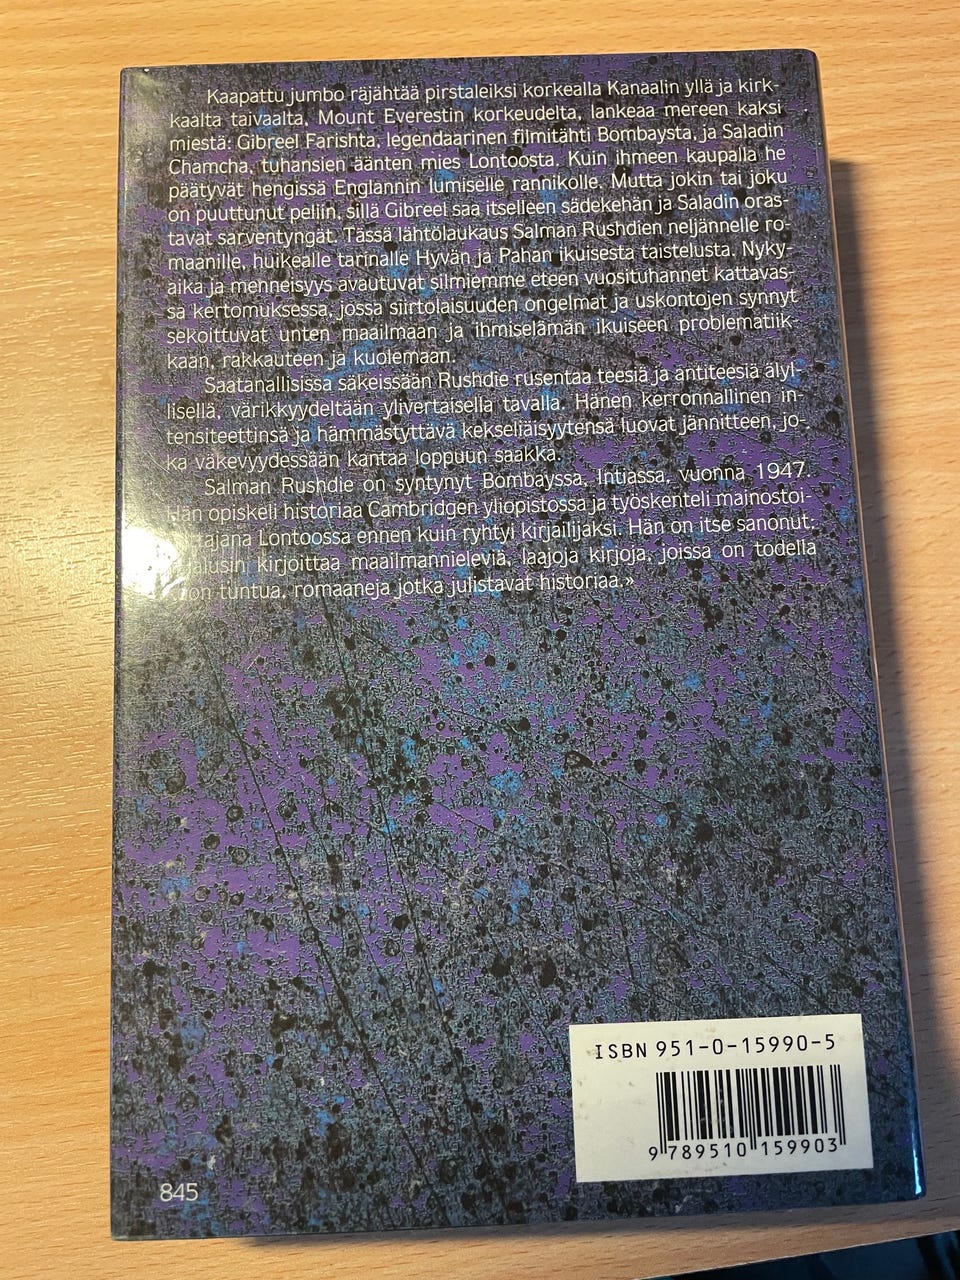 Kaapattu jumbo räjähtää pirstaleiksi korkealla Kanaalin yllä ja kirk-
kaalta taivaalta, Mount Everestin korkeudelta, lankeaa mereen kaksi
miestä: Gibreel Farishta, legendaarinen filmitähti Bombaysta, ja Saladin
Chamcha, tuhansien äänten mies Lontoosta. Kuin ihmeen kaupalla he
päätyvät hengissä Englannin lumiselle rannikolle. Mutta jokin tai joku
on puuttunut peliin, sillä Gibreel saa itselleen sädekehän ja Saladin oras-
tavat sarventyngät. Tässä lähtölaukaus Salman Rushdien neljännelle ro-
maanille, huikealle tarinalle Hyvän ja Pahan ikuisesta taistelusta. Nyky-
aika ja menneisyys avautuvat silmiemme eteen vuosituhannet kattavas-
sa kertomuksessa, jossa siirtolaisuuden ongelmat ja uskontojen synnyt
sekoittuvat unten maailmaan ja ihmiselämän ikuiseen problematiik-
kaan, rakkauteen ja kuolemaan.
Saatanallisissa säkeissään Rushdie rusentaa teesiä ja antiteesiä älyl-
lisellä, värikkyydeltään ylivertaisella tavalla. Hänen kerronnallinen in-
tensiteettinsä ja hämmästyttävä kekseliäisyytensä luovat jännitteen, jo-
ka väkevyydessään kantaa loppuun saakka.
Salman Rushdie on syntynyt Bombayssa, Intiassa, vuonna 1947.
Hän opiskeli historiaa Cambridgen yliopistossa ja työskenteli mainostoi-
tajana Lontoossa ennen kuin ryhtyi kirjailijaksi. Hän on itse sanonut:
kirjoittaa maailmannieleviä, laajoja kirjoja, joissa on todella
tuntua, romaaneja jotka julistavat historiaa.»
ISBN 951-0-15990-5
9 789510 159903
845